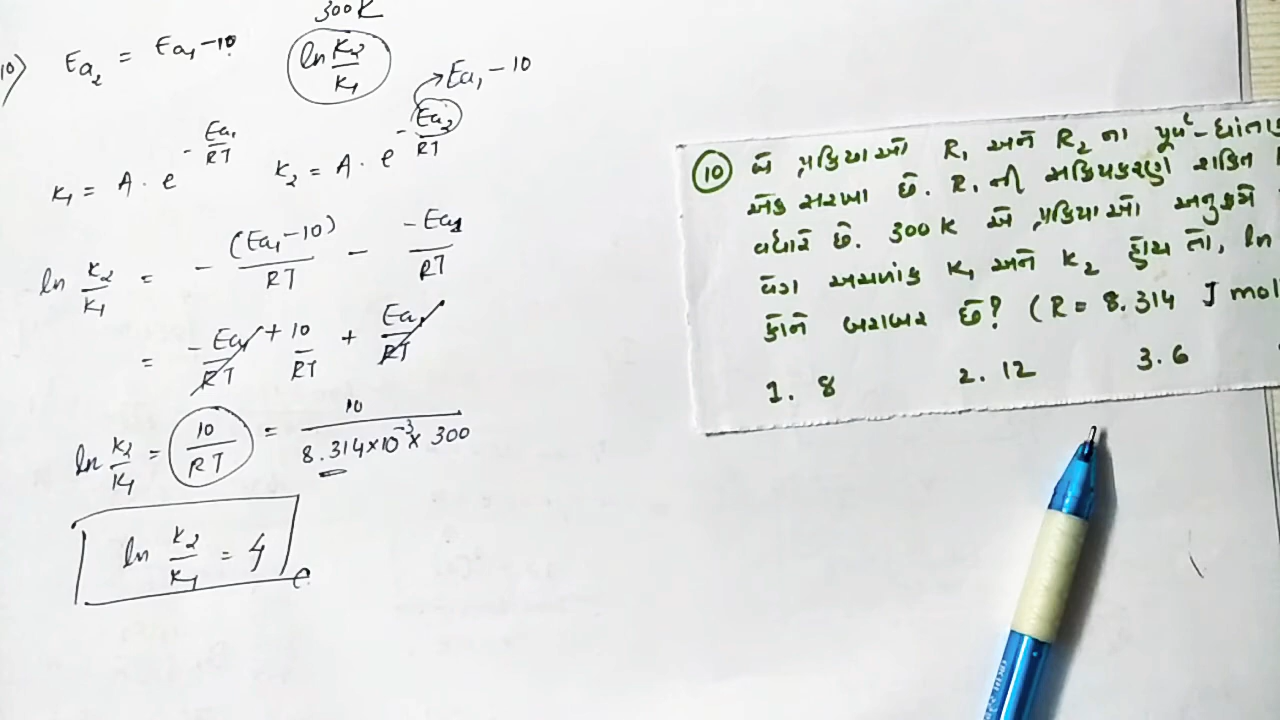 300K
10) Ea₂ = Ea₁-10 ln K₂/K₁
→Ea₁-10
K₁ = A. e^(-Ea₁/RT) K₂ = A. e^(-Ea₂/RT)
ln K₂/K₁ = -(Ea₁-10)/RT - -Ea₁/RT
= -Ea₁/RT + 10/RT + Ea₁/RT
ln K₂/K₁ = 10/RT = 10/(8.314×10⁻³× 300)
ln K₂/K₁ = 4
(10) બે પ્રક્રિયાઓ R₁ અને R₂ ના પૂર્વ-ઘાતાં
એક સરખા છે. R₁ ની સક્રિયકરણ શક્તિ
વધારે છે. 300K એ પ્રક્રિયાઓ અનુક્રમે
વેગ અચળાંક K₁ અને K₂ હોય તો, ln
કોને બરાબર છે? (R= 8.314 J mol
1. 8 2. 12 3. 6